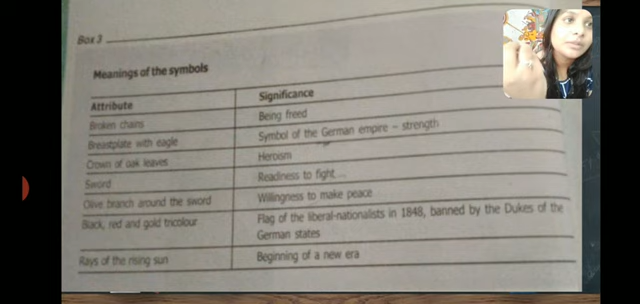 Box 3
Meanings of the symbols
Attribute Significance
Broken chains Being freed
Breastplate with eagle Symbol of the German empire – strength
Crown of oak leaves Heroism
Sword Readiness to fight
Olive branch around the sword Willingness to make peace
Black, red and gold tricolour Flag of the liberal-nationalists in 1848, banned by the Dukes of the
German states
Rays of the rising sun Beginning of a new era